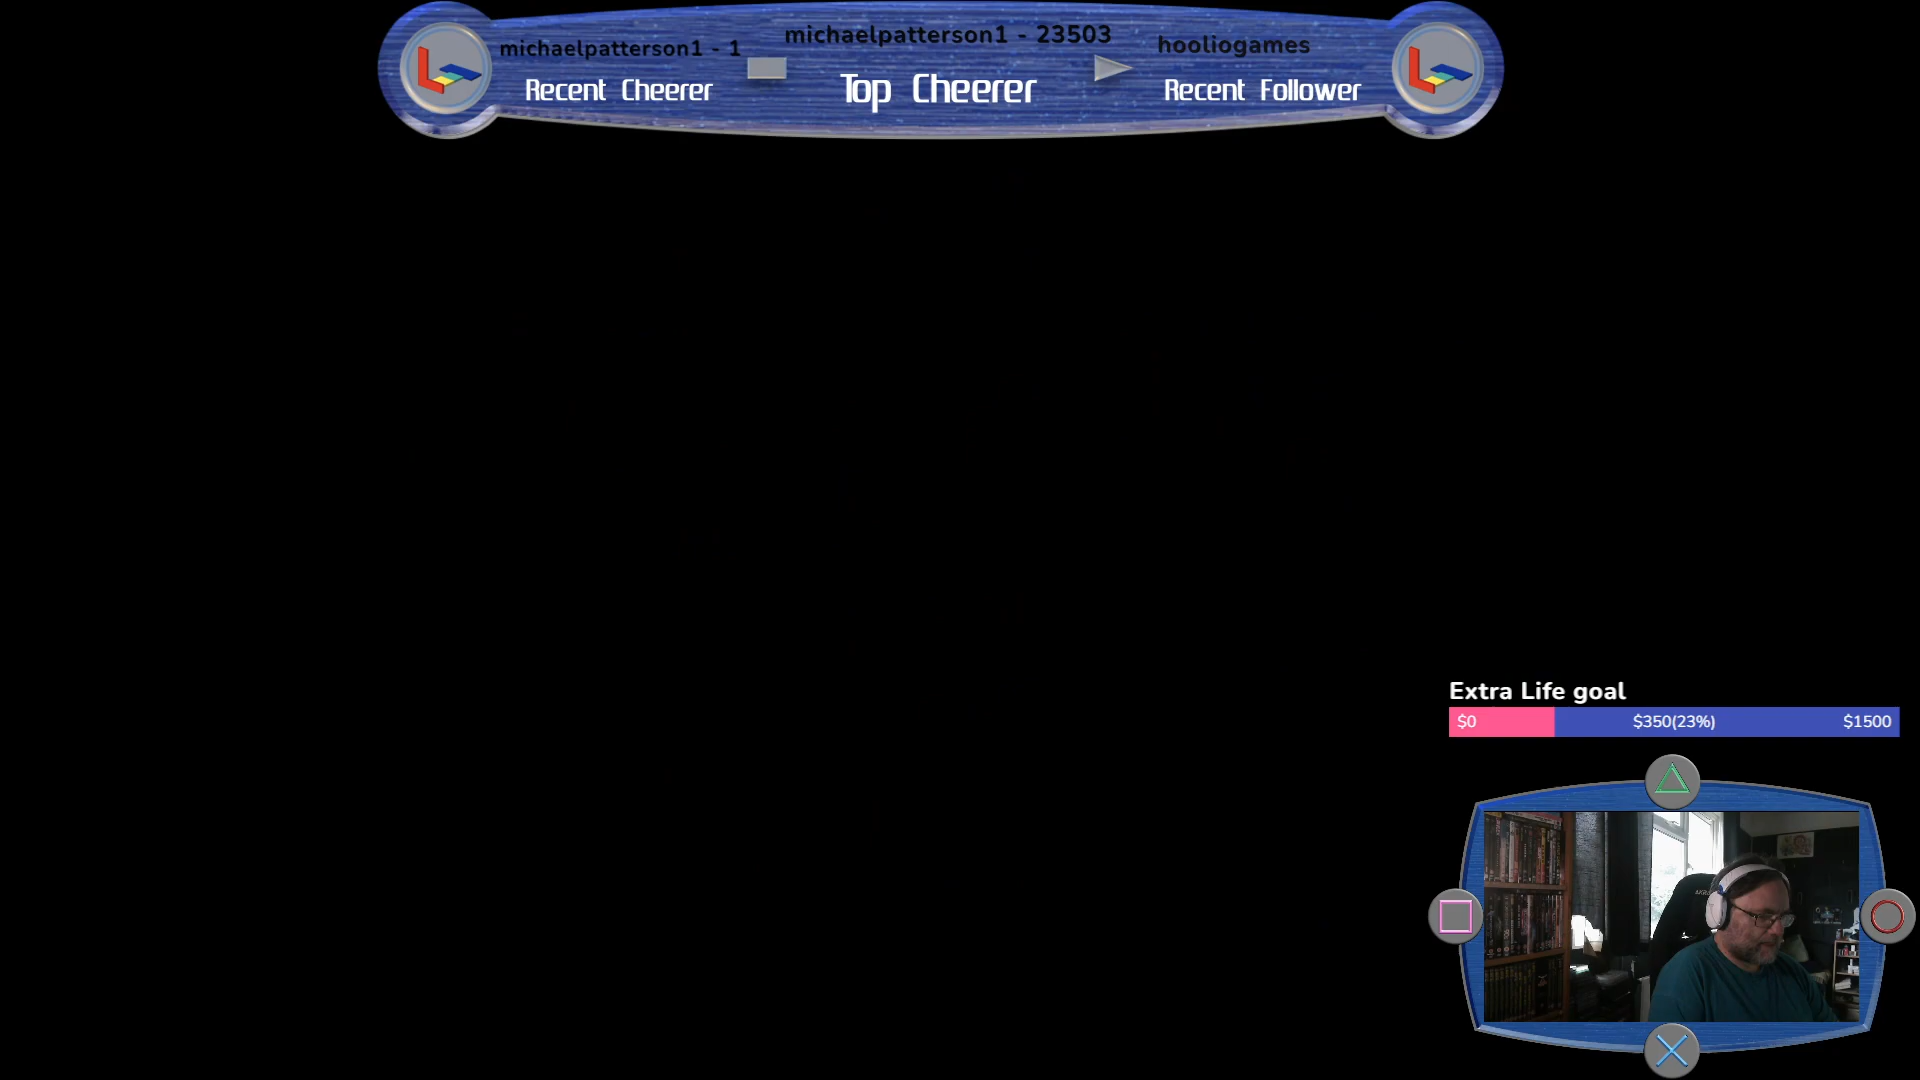 michaelpatterson1 - 1
Recent Cheerer
michaelpatterson1 - 23503
Top Cheerer
hooliogames
Recent Follower
Extra Life goal
$0 $350(23%) $1500